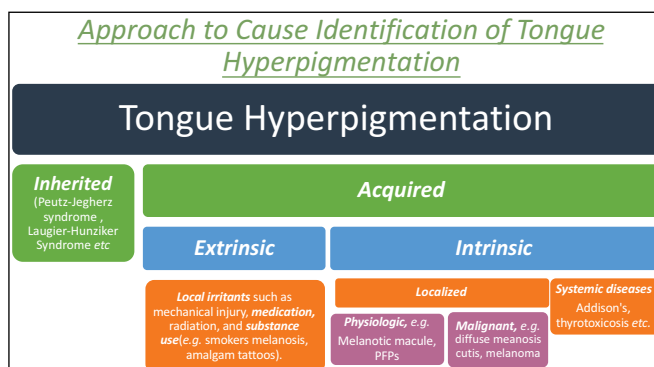 Approach to Cause Identification of Tongue
Hyperpigmentation
Tongue Hyperpigmentation
Inherited
(Peutz-Jegherz
syndrome ,
Laugier-Hunziker
Syndrome etc
Acquired
Extrinsic
Intrinsic
Local irritants such as
mechanical injury, medication,
radiation, and substance
use(e.g. smokers melanosis,
amalgam tattoos).
Localized
Physiologic, e.g.
Melanotic macule,
PFPs
Malignant, e.g.
diffuse meanosis
cutis, melanoma
Systemic diseases
Addison's,
thyrotoxicosis etc.